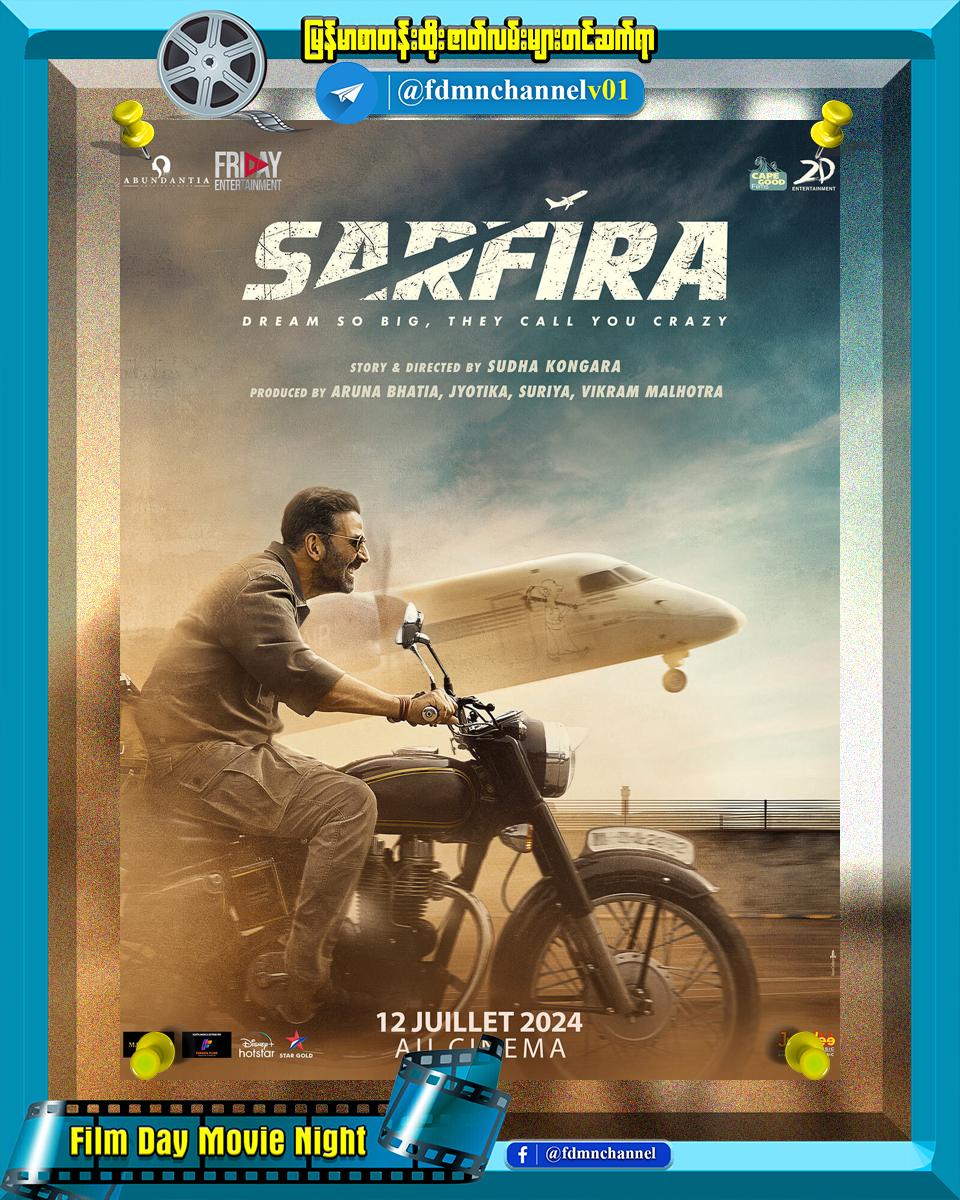 မြန်မာစာတန်းထိုးဇာတ်လမ်းများတင်ဆက်ရာ
@fdmnchannelv01
ABUNDANTIA
FRIDAY
ENTERTAINMENT
CAPE
GOOD
FILMS
2D
ENTERTAINMENT
SARFIRA
DREAM SO BIG, THEY CALL YOU CRAZY
STORY & DIRECTED BY SUDHA KONGARA
PRODUCED BY ARUNA BHATIA, JYOTIKA, SURIYA, VIKRAM MALHOTRA
12 JUILLET 2024
AU CINEMA
Disney+
hotstar
STAR GOLD
Film Day Movie Night
@fdmnchannel